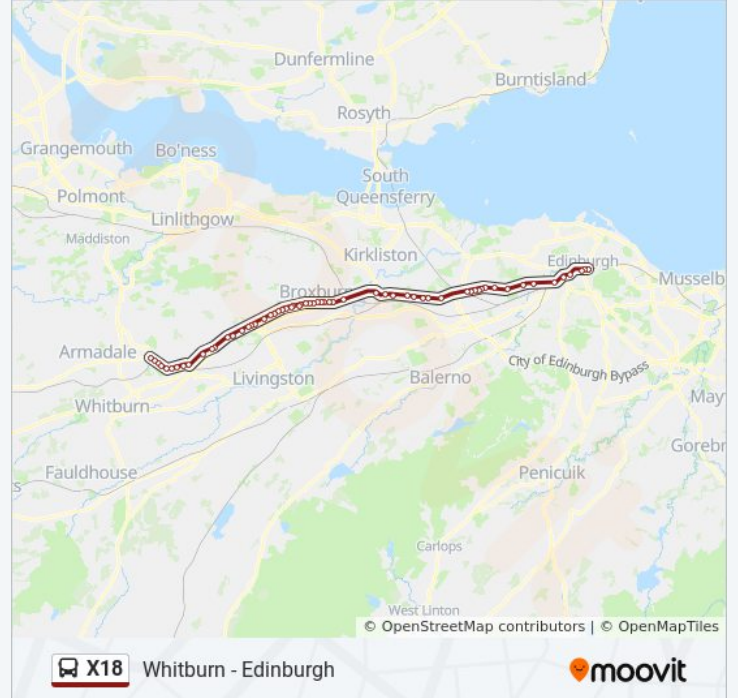 Dunfermline
Burntisland
Rosyth
Grangemouth
Bo'ness
South
Queensferry
Polmont
Linlithgow
Maddiston
Kirkliston
Edinburgh
Musselb
Broxburn
Armadale
Livingston
Balerno
City of Edinburgh Bypass
Whitburn
May
Gorebr
Fauldhouse
s
Penicuik
Carlops
West Linton
© OpenStreetMap contributors | © OpenMapTiles
X18 Whitburn - Edinburgh
moovit